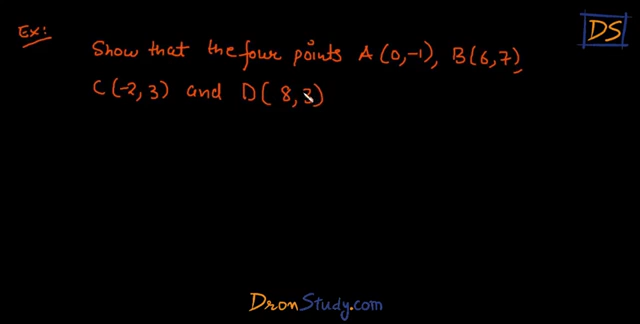 Ex:
DS
Show that the four points A(0,-1), B(6,7),
C(-2,3) and D(8,3)
DronStudy.com